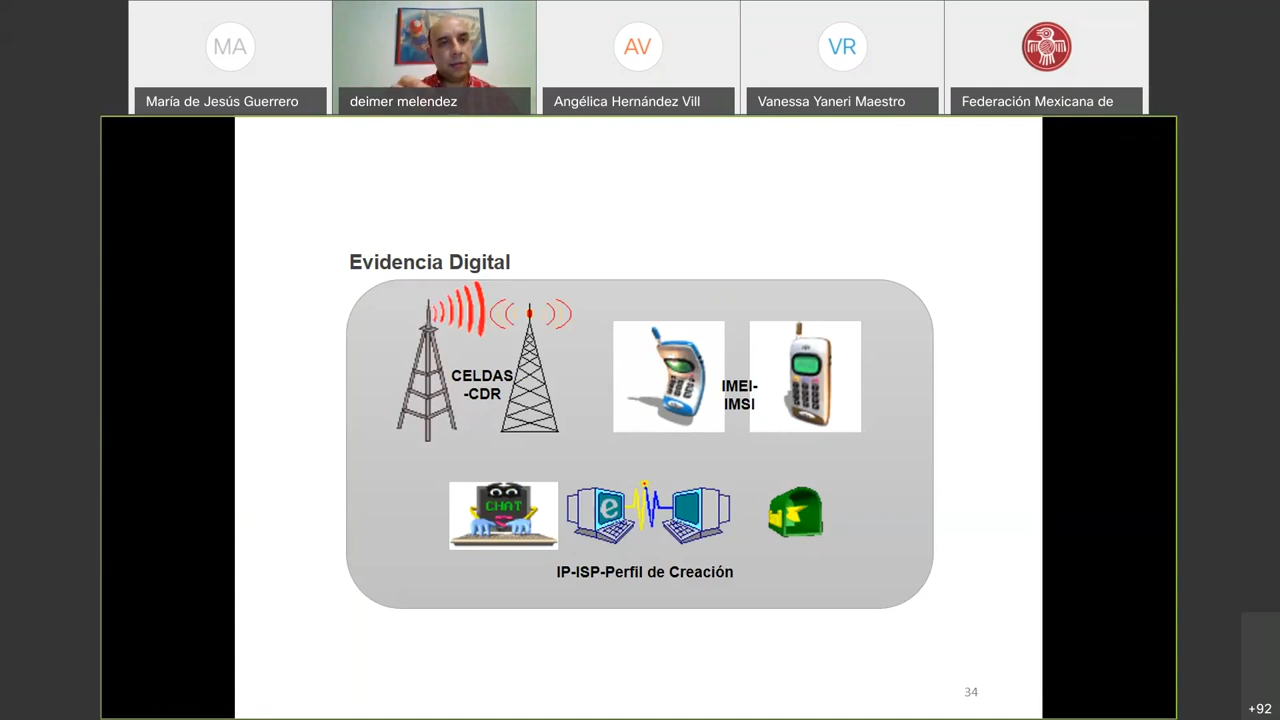 MA
AV
VR
María de Jesús Guerrero
deimer melendez
Angélica Hernández Vill
Vanessa Yaneri Maestro
Federación Mexicana de
Evidencia Digital
CELDAS
-CDR
IMEI-
IMSI
CHAT
e
IP-ISP-Perfil de Creación
34
+92